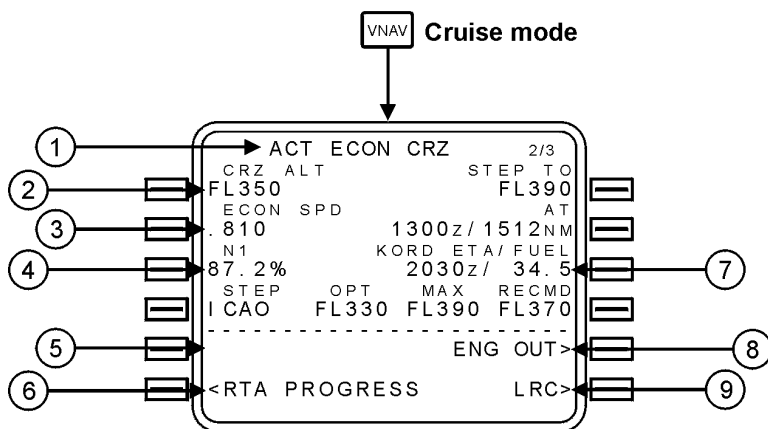 VNAV Cruise mode
1 ACT ECON CRZ 2/3
CRZ ALT STEP TO
2 FL350 FL390
ECON SPD AT
3 .810 1300Z/1512NM
N1 KORD ETA/FUEL
4 87.2% 2030Z/ 34.5 7
STEP OPT MAX RECMD
ICAO FL330 FL390 FL370
- - - - - - - - - - - - - - - - - - - - - - - -
5 ENG OUT> 8
6 <RTA PROGRESS LRC> 9